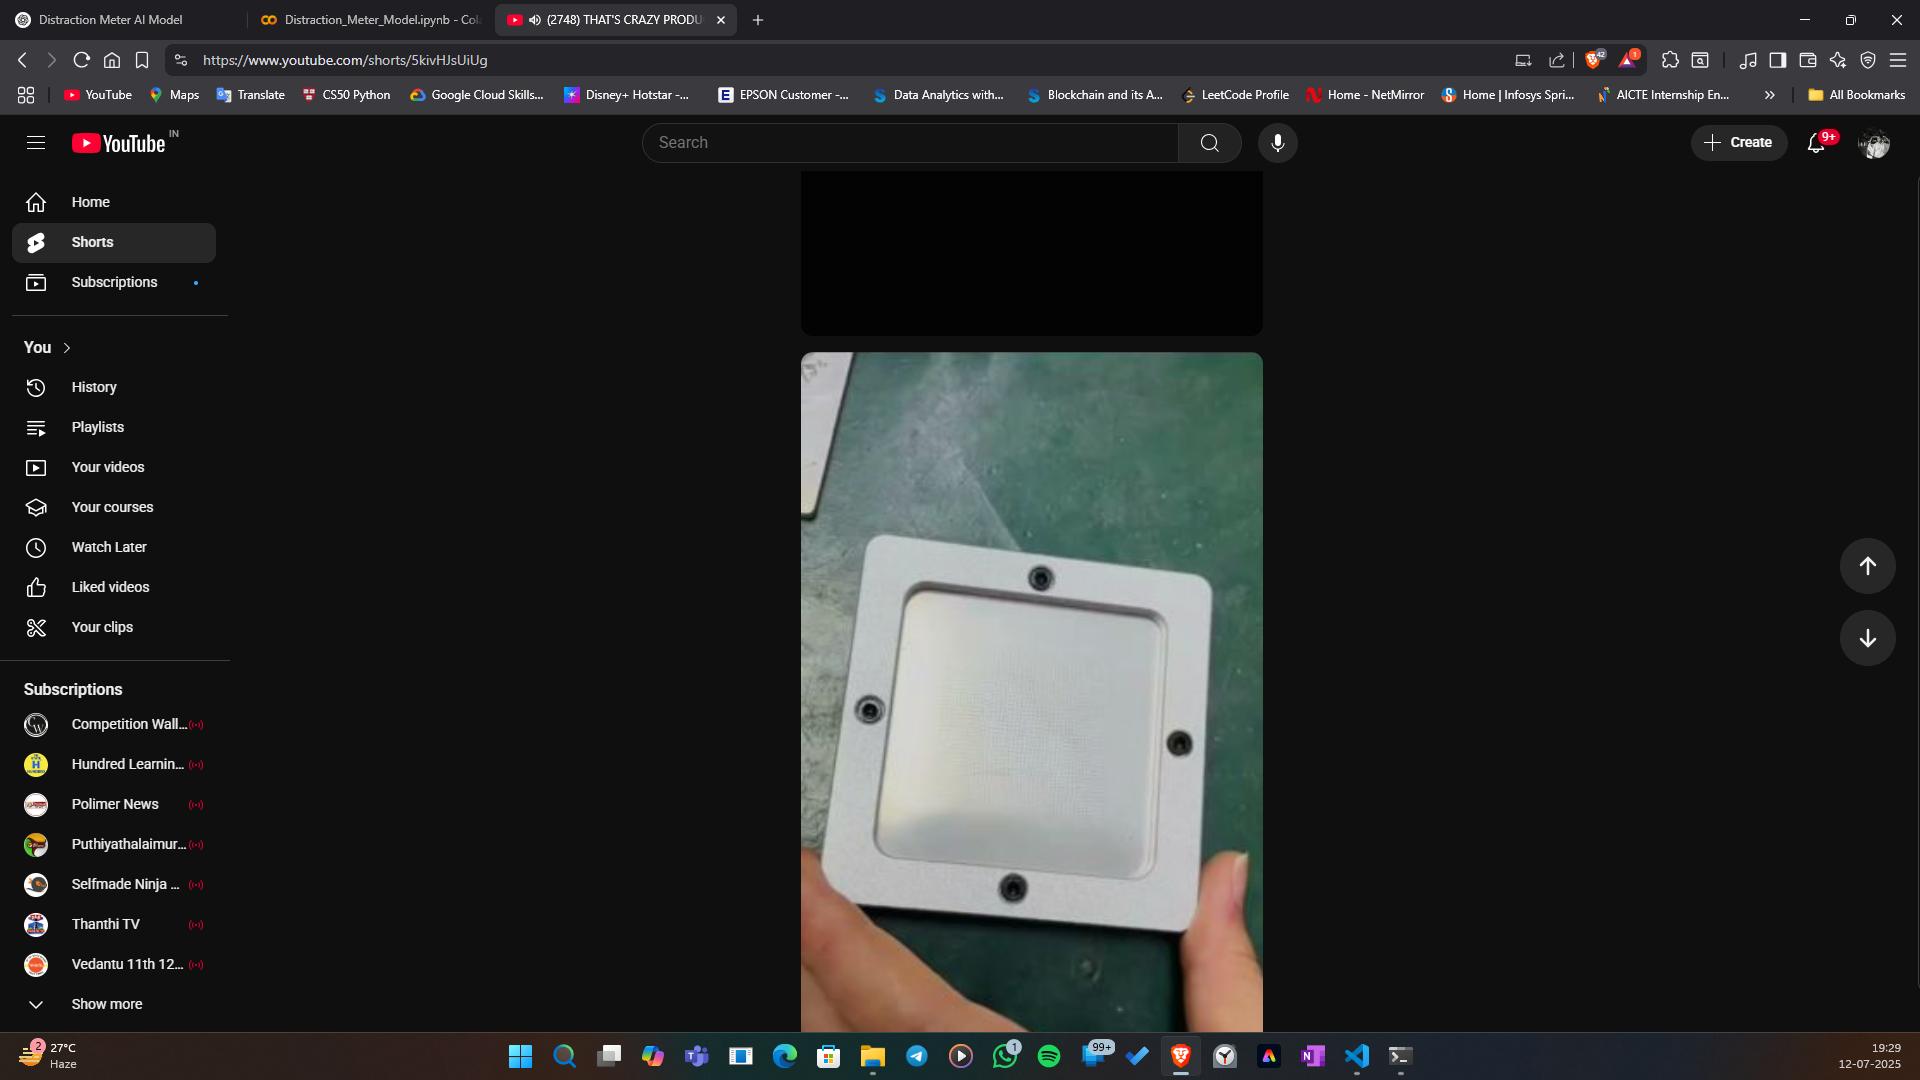 Distraction Meter AI Model
Distraction_Meter_Model.ipynb - Col
(2748) THAT'S CRAZY PRODU
https://www.youtube.com/shorts/5kivHJsUiUg
42
1
YouTube
Maps
Translate
CS50 Python
Google Cloud Skills...
Disney+ Hotstar -...
EPSON Customer -...
Data Analytics with...
Blockchain and its A...
LeetCode Profile
Home - NetMirror
Home | Infosys Spri...
AICTE Internship En...
All Bookmarks
YouTube IN
Search
Create
9+
Home
Shorts
Subscriptions
You
History
Playlists
Your videos
Your courses
Watch Later
Liked videos
Your clips
Subscriptions
Competition Wall...
Hundred Learnin...
Polimer News
Puthiyathalaimur...
Selfmade Ninja ...
Thanthi TV
Vedantu 11th 12...
Show more
2
27°C
Haze
1
99+
19:29
12-07-2025